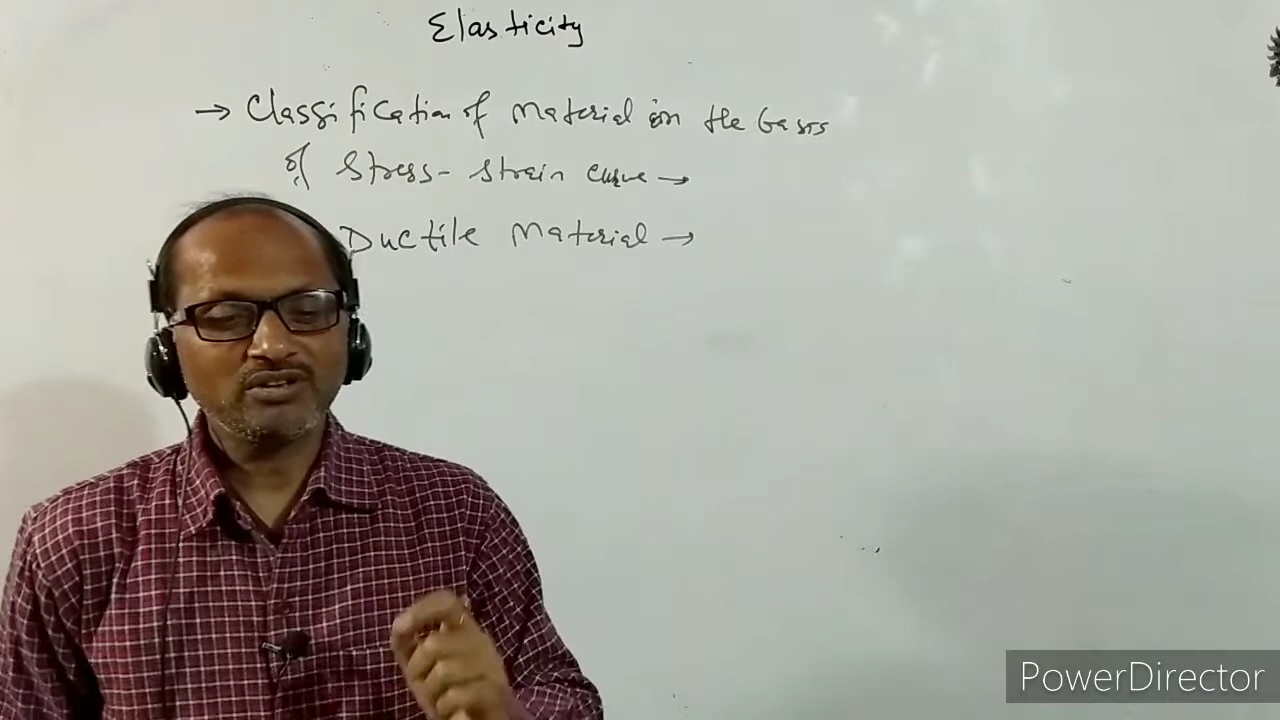 Elasticity
→ Classification of Material on the basis
of Stress-Strain curve →
Ductile Material →
PowerDirector